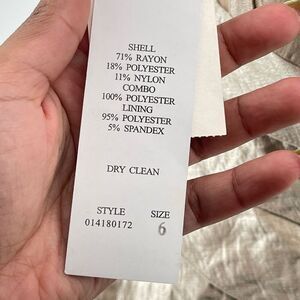 SHELL
71% RAYON
18% POLYESTER
11% NYLON
COMBO
100% POLYESTER
LINING
95% POLYESTER
5% SPANDEX
DRY CLEAN
STYLE SIZE
014180172 6